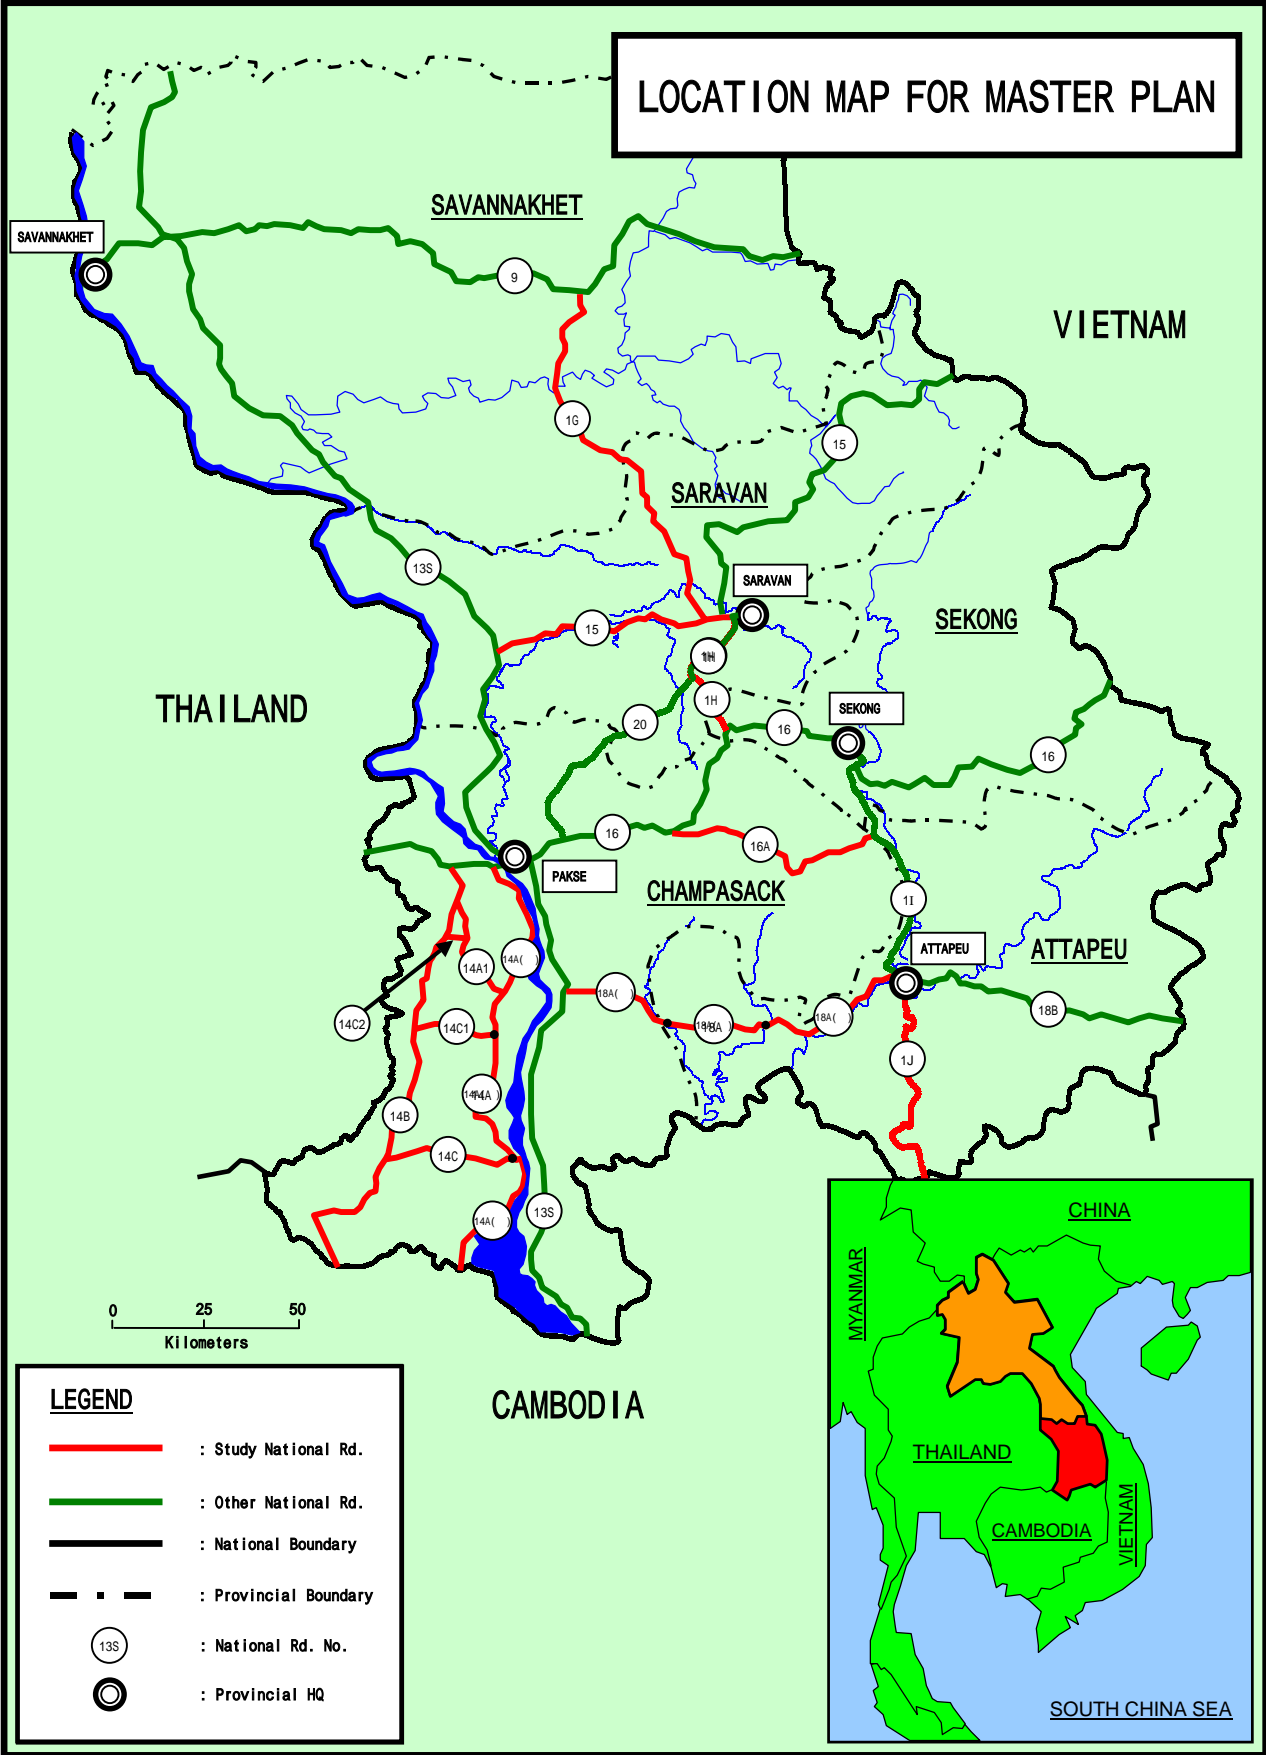 LOCATION MAP FOR MASTER PLAN
SAVANNAKHET
SAVANNAKHET
9
VIETNAM
1G
15
SARAVAN
13S
SARAVAN
15
SEKONG
1H
THAILAND
1H
SEKONG
20
16
16
16
16A
PAKSE
CHAMPASACK
1I
ATTAPEU
ATTAPEU
14A( )
14A1
18A( )
18A( )
18B
14C2
14C1
18A
1J
14A
14B
14C
14A( )
13S
0 25 50
Kilometers
CAMBODIA
LEGEND
: Study National Rd.
: Other National Rd.
: National Boundary
: Provincial Boundary
13S : National Rd. No.
: Provincial HQ
CHINA
MYANMAR
THAILAND
VIETNAM
CAMBODIA
SOUTH CHINA SEA